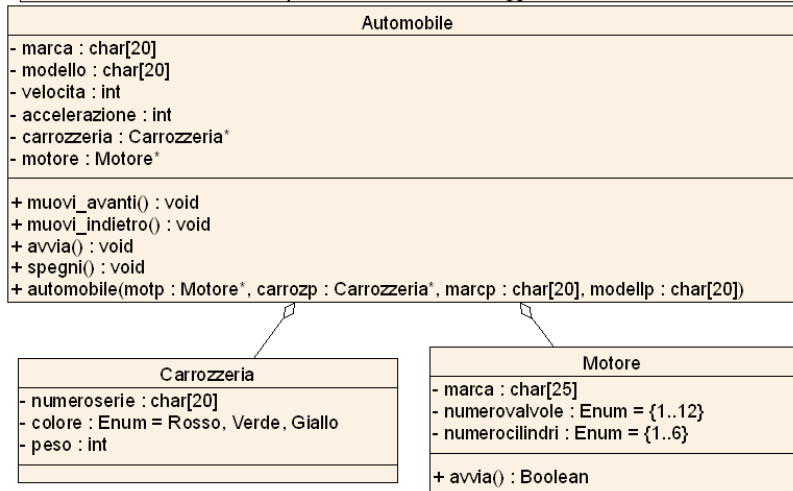 Automobile
- marca : char[20]
- modello : char[20]
- velocita : int
- accelerazione : int
- carrozzeria : Carrozzeria*
- motore : Motore*
+ muovi_avanti() : void
+ muovi_indietro() : void
+ avvia() : void
+ spegni() : void
+ automobile(motp : Motore*, carrozp : Carrozzeria*, marcp : char[20], modellp : char[20])
Carrozzeria
- numeroserie : char[20]
- colore : Enum = Rosso, Verde, Giallo
- peso : int
Motore
- marca : char[25]
- numerovalvole : Enum = {1..12}
- numerocilindri : Enum = {1..6}
+ avvia() : Boolean